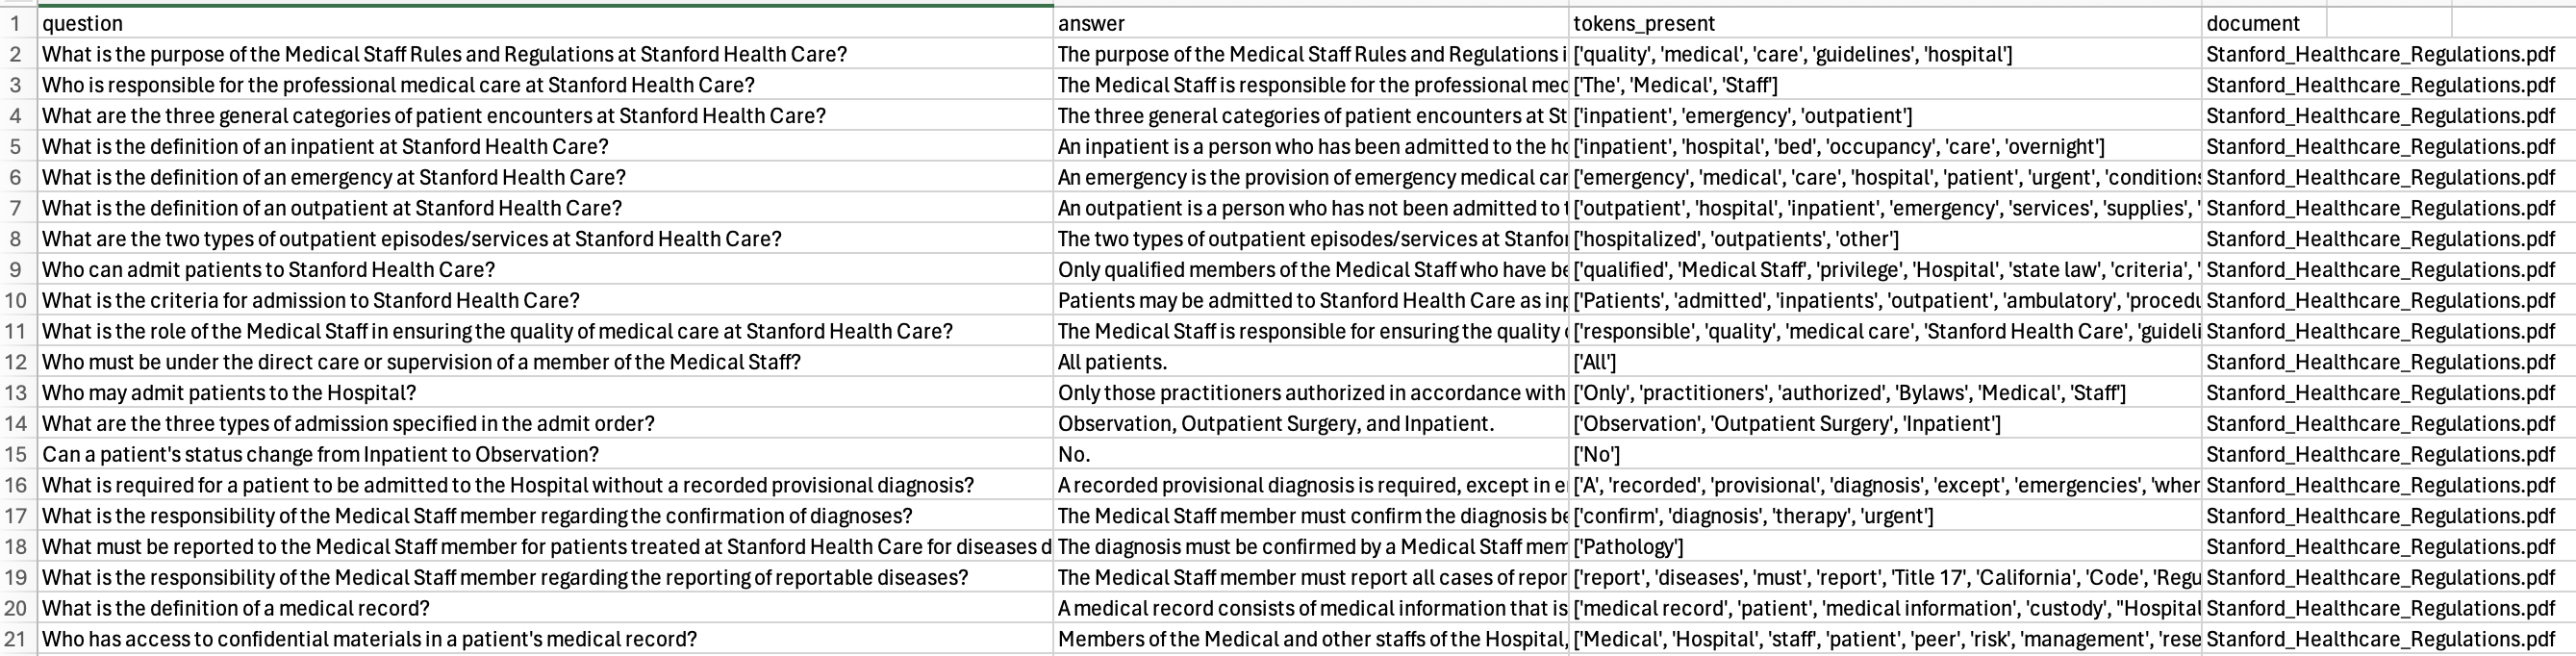 1 question answer tokens_present document
2 What is the purpose of the Medical Staff Rules and Regulations at Stanford Health Care? The purpose of the Medical Staff Rules and Regulations i ['quality', 'medical', 'care', 'guidelines', 'hospital'] Stanford_Healthcare_Regulations.pdf
3 Who is responsible for the professional medical care at Stanford Health Care? The Medical Staff is responsible for the professional med ['The', 'Medical', 'Staff'] Stanford_Healthcare_Regulations.pdf
4 What are the three general categories of patient encounters at Stanford Health Care? The three general categories of patient encounters at St ['inpatient', 'emergency', 'outpatient'] Stanford_Healthcare_Regulations.pdf
5 What is the definition of an inpatient at Stanford Health Care? An inpatient is a person who has been admitted to the ho ['inpatient', 'hospital', 'bed', 'occupancy', 'care', 'overnight'] Stanford_Healthcare_Regulations.pdf
6 What is the definition of an emergency at Stanford Health Care? An emergency is the provision of emergency medical car ['emergency', 'medical', 'care', 'hospital', 'patient', 'urgent', 'conditions Stanford_Healthcare_Regulations.pdf
7 What is the definition of an outpatient at Stanford Health Care? An outpatient is a person who has not been admitted to t ['outpatient', 'hospital', 'inpatient', 'emergency', 'services', 'supplies', ' Stanford_Healthcare_Regulations.pdf
8 What are the two types of outpatient episodes/services at Stanford Health Care? The two types of outpatient episodes/services at Stanfor ['hospitalized', 'outpatients', 'other'] Stanford_Healthcare_Regulations.pdf
9 Who can admit patients to Stanford Health Care? Only qualified members of the Medical Staff who have be ['qualified', 'Medical Staff', 'privilege', 'Hospital', 'state law', 'criteria', ' Stanford_Healthcare_Regulations.pdf
10 What is the criteria for admission to Stanford Health Care? Patients may be admitted to Stanford Health Care as inp ['Patients', 'admitted', 'inpatients', 'outpatient', 'ambulatory', 'procedu Stanford_Healthcare_Regulations.pdf
11 What is the role of the Medical Staff in ensuring the quality of medical care at Stanford Health Care? The Medical Staff is responsible for ensuring the quality o ['responsible', 'quality', 'medical care', 'Stanford Health Care', 'guideli Stanford_Healthcare_Regulations.pdf
12 Who must be under the direct care or supervision of a member of the Medical Staff? All patients. ['All'] Stanford_Healthcare_Regulations.pdf
13 Who may admit patients to the Hospital? Only those practitioners authorized in accordance with ['Only', 'practitioners', 'authorized', 'Bylaws', 'Medical', 'Staff'] Stanford_Healthcare_Regulations.pdf
14 What are the three types of admission specified in the admit order? Observation, Outpatient Surgery, and Inpatient. ['Observation', 'Outpatient Surgery', 'Inpatient'] Stanford_Healthcare_Regulations.pdf
15 Can a patient's status change from Inpatient to Observation? No. ['No'] Stanford_Healthcare_Regulations.pdf
16 What is required for a patient to be admitted to the Hospital without a recorded provisional diagnosis? A recorded provisional diagnosis is required, except in e ['A', 'recorded', 'provisional', 'diagnosis', 'except', 'emergencies', 'wher Stanford_Healthcare_Regulations.pdf
17 What is the responsibility of the Medical Staff member regarding the confirmation of diagnoses? The Medical Staff member must confirm the diagnosis be ['confirm', 'diagnosis', 'therapy', 'urgent'] Stanford_Healthcare_Regulations.pdf
18 What must be reported to the Medical Staff member for patients treated at Stanford Health Care for diseases d The diagnosis must be confirmed by a Medical Staff mem ['Pathology'] Stanford_Healthcare_Regulations.pdf
19 What is the responsibility of the Medical Staff member regarding the reporting of reportable diseases? The Medical Staff member must report all cases of repor ['report', 'diseases', 'must', 'report', 'Title 17', 'California', 'Code', 'Regu Stanford_Healthcare_Regulations.pdf
20 What is the definition of a medical record? A medical record consists of medical information that is ['medical record', 'patient', 'medical information', 'custody', "Hospital Stanford_Healthcare_Regulations.pdf
21 Who has access to confidential materials in a patient's medical record? Members of the Medical and other staffs of the Hospital, ['Medical', 'Hospital', 'staff', 'patient', 'peer', 'risk', 'management', 'rese Stanford_Healthcare_Regulations.pdf